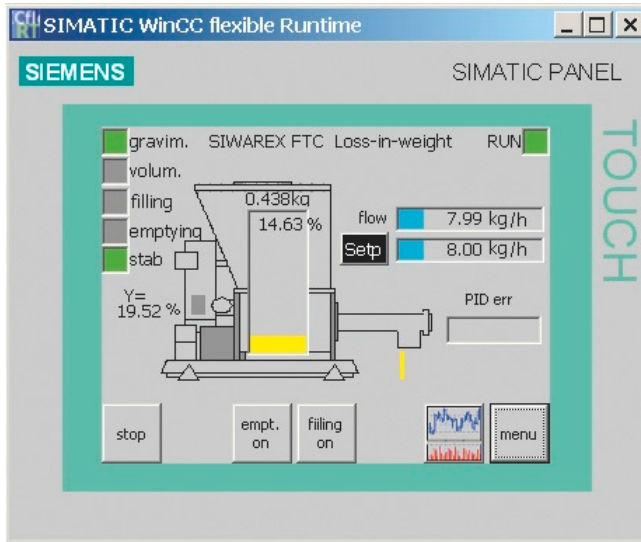 SIMATIC WinCC flexible Runtime
SIEMENS
SIMATIC PANEL
TOUCH
gravim.
SIWAREX FTC Loss-in-weight
RUN
volum.
filling
emptying
stab
0.438kg
14.63 %
flow
7.99 kg/h
Setp
8.00 kg/h
Y=
19.52 %
PID err
stop
empt.
on
fiiling
on
menu